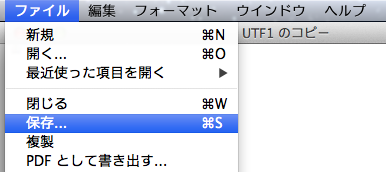 ファイル 編集 フォーマット ウインドウ ヘルプ
新規 ⌘N
UTF1 のコピー
開く... ⌘O
最近使った項目を開く ▶
閉じる ⌘W
保存... ⌘S
複製
PDF として書き出す...